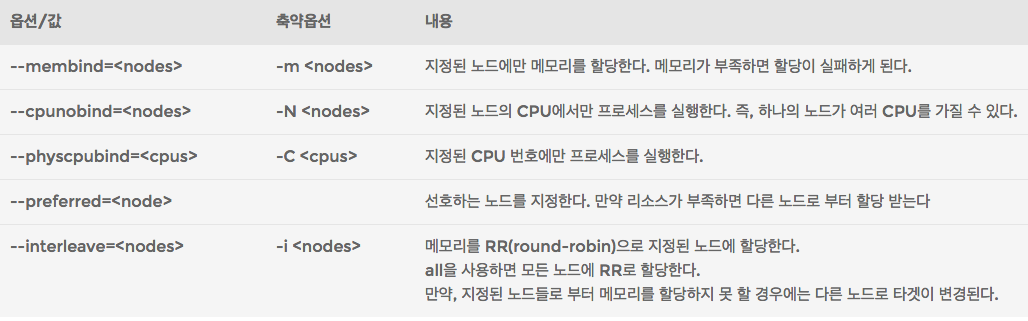 옵션/값 축약옵션 내용
--membind=<nodes> -m <nodes> 지정된 노드에만 메모리를 할당한다. 메모리가 부족하면 할당이 실패하게 된다.
--cpunobind=<nodes> -N <nodes> 지정된 노드의 CPU에서만 프로세스를 실행한다. 즉, 하나의 노드가 여러 CPU를 가질 수 있다.
--physcpubind=<cpus> -C <cpus> 지정된 CPU 번호에만 프로세스를 실행한다.
--preferred=<node> 선호하는 노드를 지정한다. 만약 리소스가 부족하면 다른 노드로 부터 할당 받는다
--interleave=<nodes> -i <nodes> 메모리를 RR(round-robin)으로 지정된 노드에 할당한다.
all을 사용하면 모든 노드에 RR로 할당한다.
만약, 지정된 노드들로 부터 메모리를 할당하지 못 할 경우에는 다른 노드로 타겟이 변경된다.